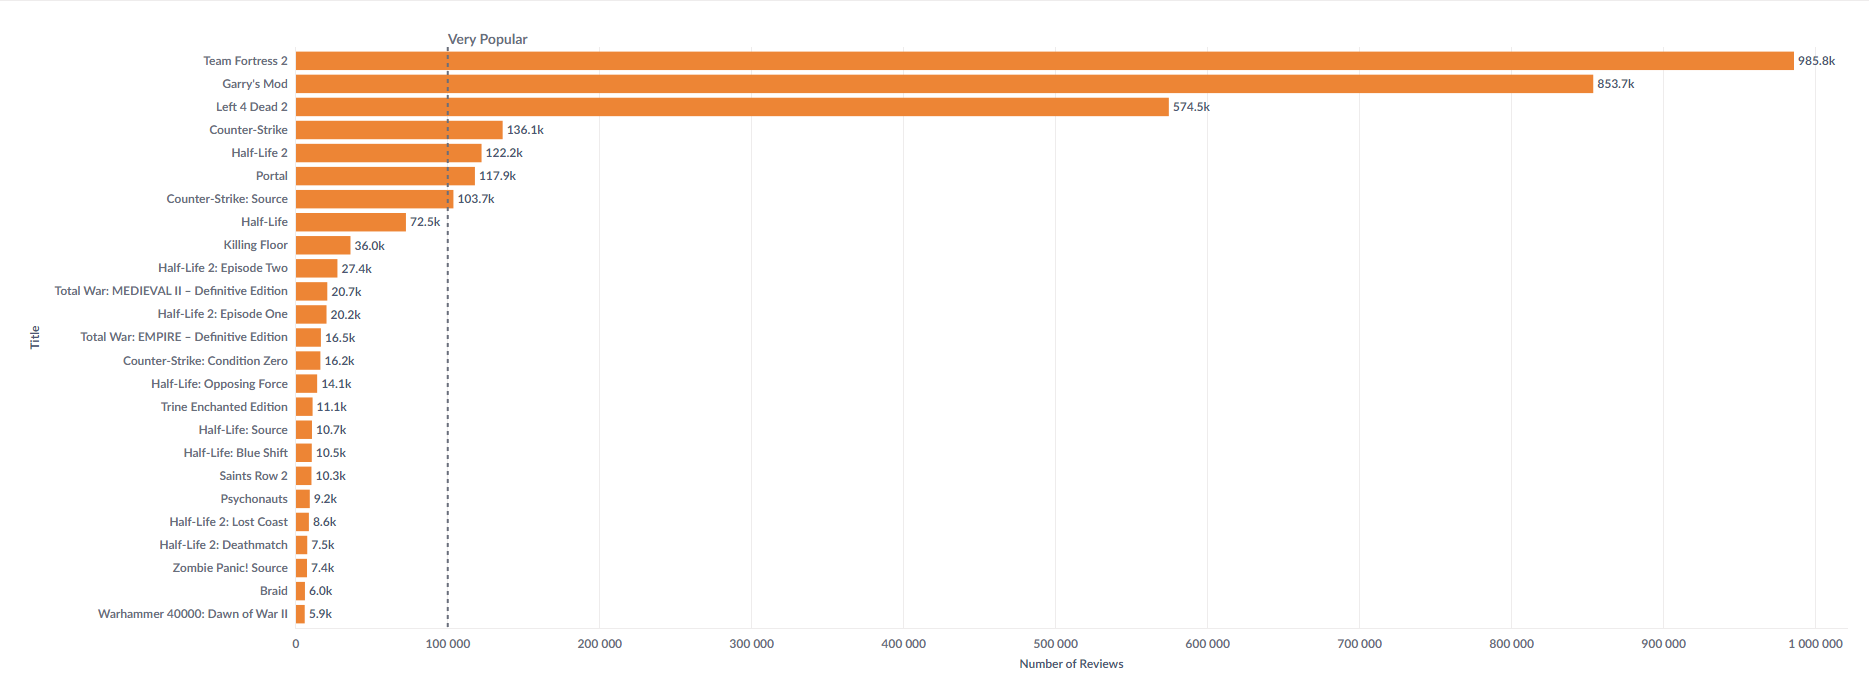 Very Popular
Team Fortress 2 985.8k
Garry's Mod 853.7k
Left 4 Dead 2 574.5k
Counter-Strike 136.1k
Half-Life 2 122.2k
Portal 117.9k
Counter-Strike: Source 103.7k
Half-Life 72.5k
Killing Floor 36.0k
Half-Life 2: Episode Two 27.4k
Total War: MEDIEVAL II – Definitive Edition 20.7k
Half-Life 2: Episode One 20.2k
Title
Total War: EMPIRE – Definitive Edition 16.5k
Counter-Strike: Condition Zero 16.2k
Half-Life: Opposing Force 14.1k
Trine Enchanted Edition 11.1k
Half-Life: Source 10.7k
Half-Life: Blue Shift 10.5k
Saints Row 2 10.3k
Psychonauts 9.2k
Half-Life 2: Lost Coast 8.6k
Half-Life 2: Deathmatch 7.5k
Zombie Panic! Source 7.4k
Braid 6.0k
Warhammer 40000: Dawn of War II 5.9k
0 100 000 200 000 300 000 400 000 500 000 600 000 700 000 800 000 900 000 1 000 000
Number of Reviews